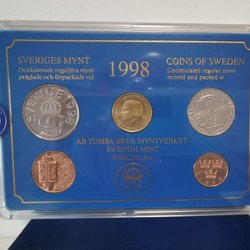 SVERIGES MYNT
Ocirkulerade reguljära mynt
präglade och förpackade vid
1998
COINS OF SWEDEN
Uncirculated regular coins
minted and packed at
AB TUMBA BRUK MYNTVERKET
SWEDISH MINT
ESKILSTUNA